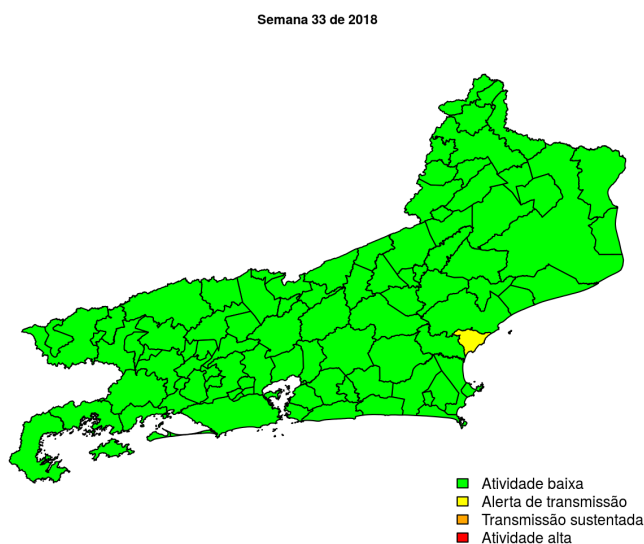 Semana 33 de 2018
Atividade baixa
Alerta de transmissão
Transmissão sustentada
Atividade alta